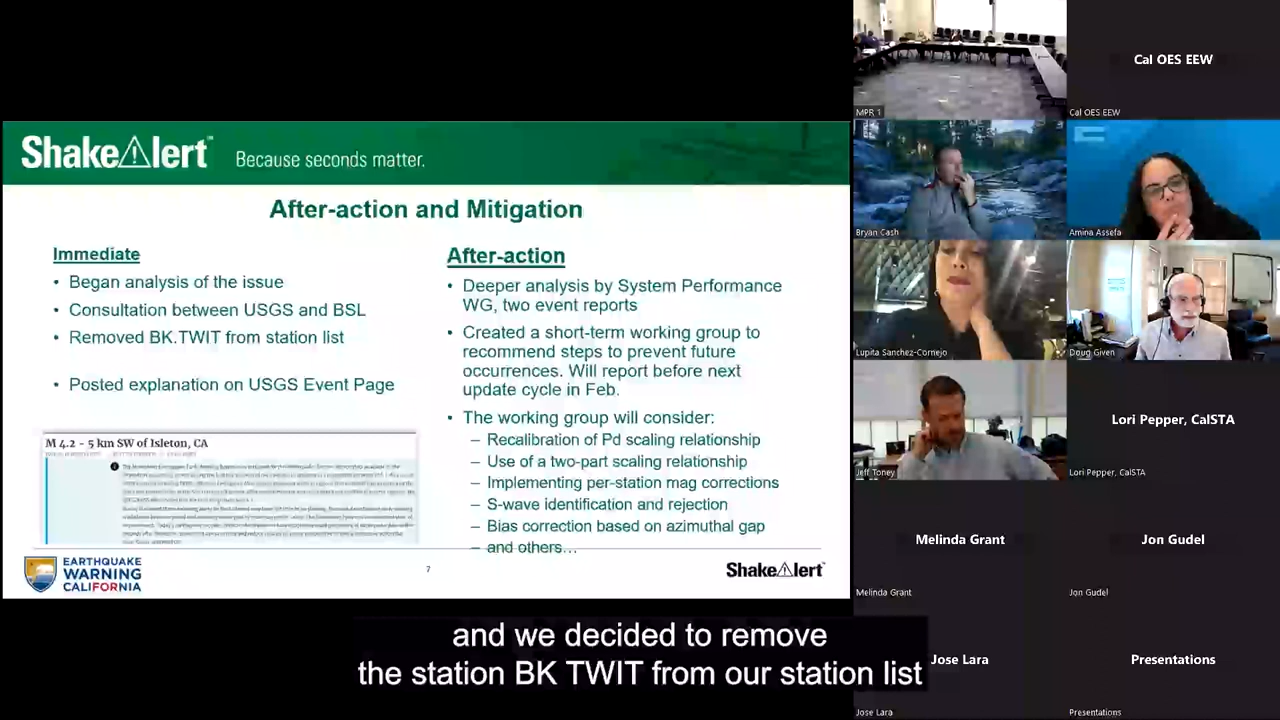 ShakeAlert™ Because seconds matter.
After-action and Mitigation
Immediate
• Began analysis of the issue
• Consultation between USGS and BSL
• Removed BK.TWIT from station list
• Posted explanation on USGS Event Page
M 4.2 - 5 km SW of Isleton, CA
After-action
• Deeper analysis by System Performance
WG, two event reports
• Created a short-term working group to
recommend steps to prevent future
occurrences. Will report before next
update cycle in Feb.
• The working group will consider:
– Recalibration of Pd scaling relationship
– Use of a two-part scaling relationship
– Implementing per-station mag corrections
– S-wave identification and rejection
– Bias correction based on azimuthal gap
– and others…
EARTHQUAKE
WARNING
CALIFORNIA
7
ShakeAlert
MPR 1
Cal OES EEW
Cal OES EEW
Bryan Cash
Amina Assefa
Lupita Sanchez-Cornejo
Doug Given
Jeff Toney
Lori Pepper, CalSTA
Lori Pepper, CalSTA
Melinda Grant
Melinda Grant
Jon Gudel
Jon Gudel
Jose Lara
Jose Lara
Presentations
Presentations
and we decided to remove
the station BK TWIT from our station list